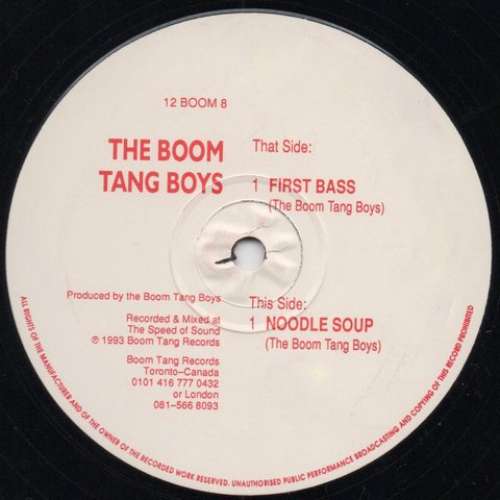 12 BOOM 8
THE BOOM
TANG BOYS
That Side:
1 FIRST BASS
(The Boom Tang Boys)
Produced by the Boom Tang Boys
Recorded & Mixed at
The Speed of Sound
℗ 1993 Boom Tang Records
Boom Tang Records
Toronto–Canada
0101 416 777 0432
or London
081-566 8093
This Side:
1 NOODLE SOUP
(The Boom Tang Boys)
ALL RIGHTS OF THE MANUFACTURER AND OF THE OWNER OF THE RECORDED WORK RESERVED. UNAUTHORISED PUBLIC PERFORMANCE BROADCASTING AND COPYING OF THIS RECORD PROHIBITED